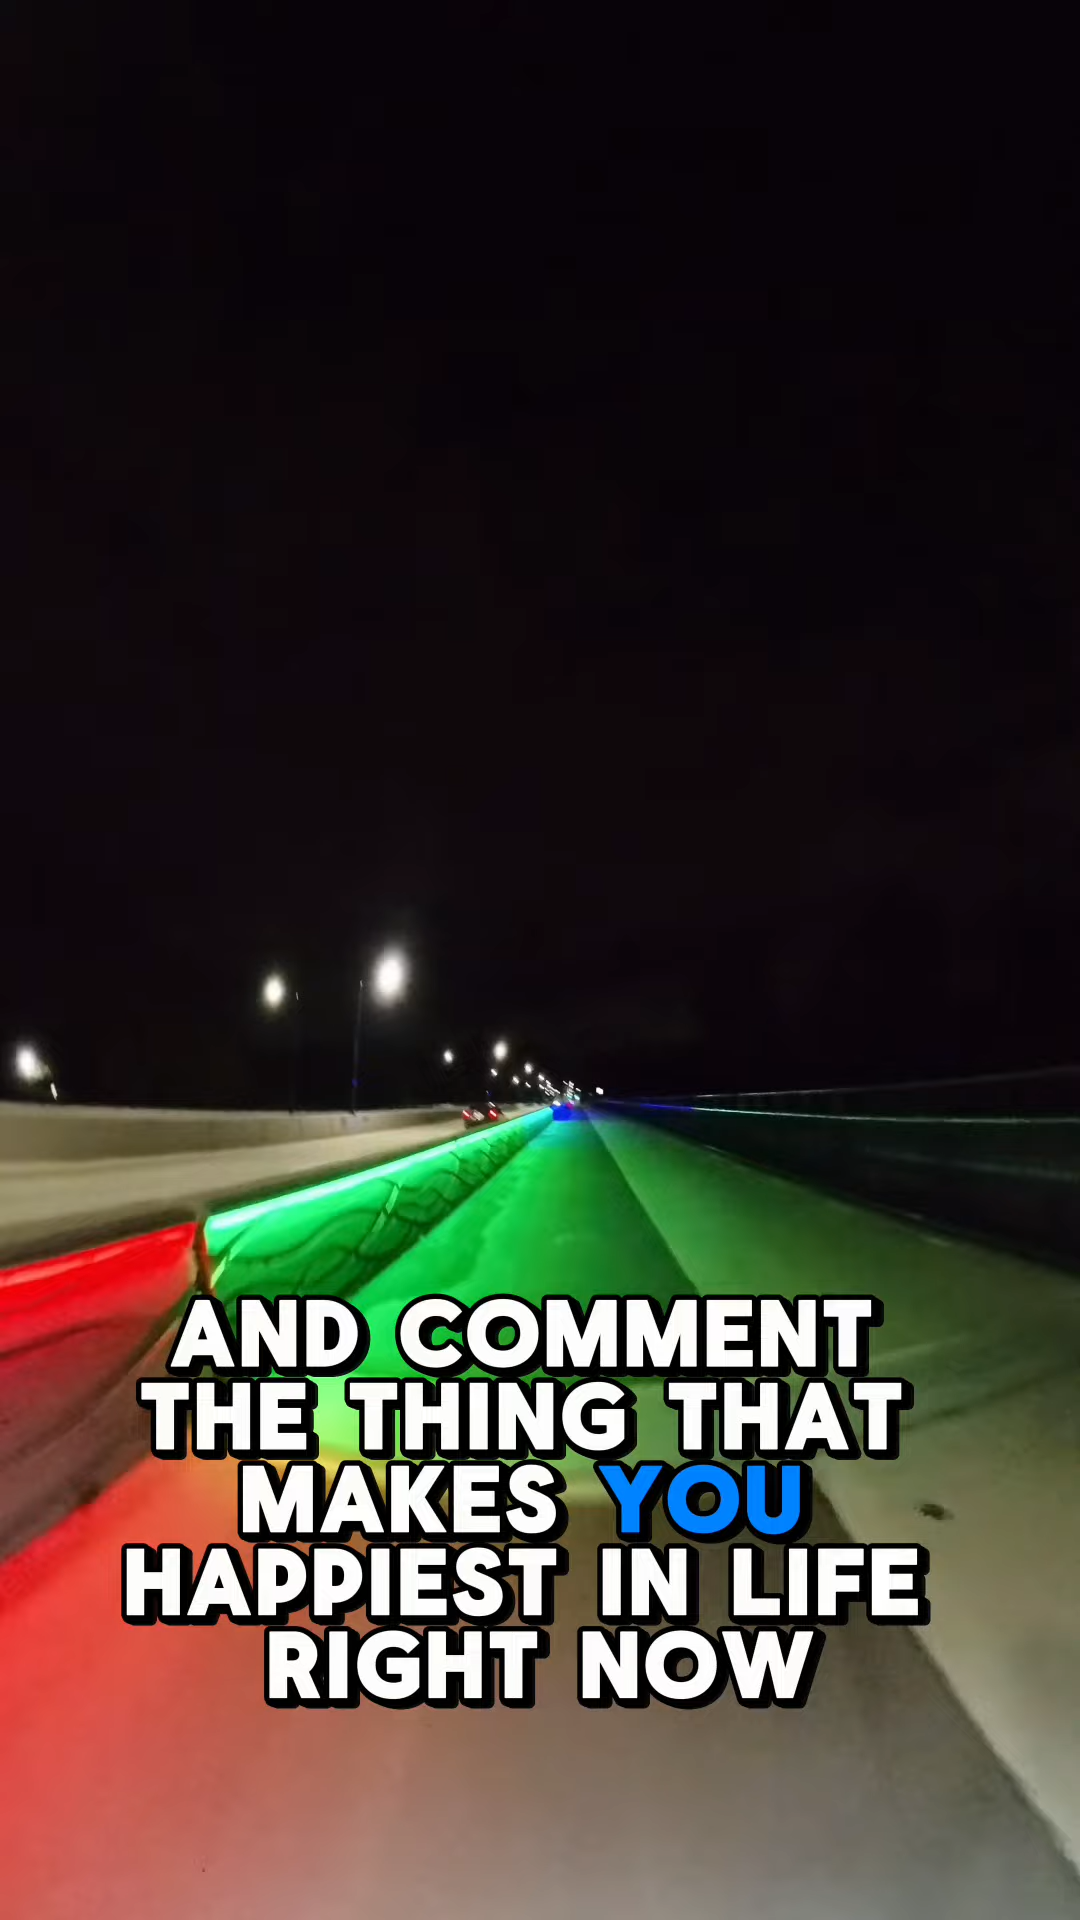 AND COMMENT
THE THING THAT
MAKES YOU
HAPPIEST IN LIFE
RIGHT NOW